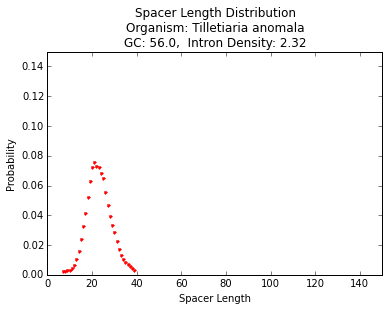 Spacer Length Distribution
Organism: Tilletiaria anomala
GC: 56.0,  Intron Density: 2.32
0.14
0.12
0.10
0.08
0.06
0.04
0.02
0.00
Probability
0 20 40 60 80 100 120 140
Spacer Length